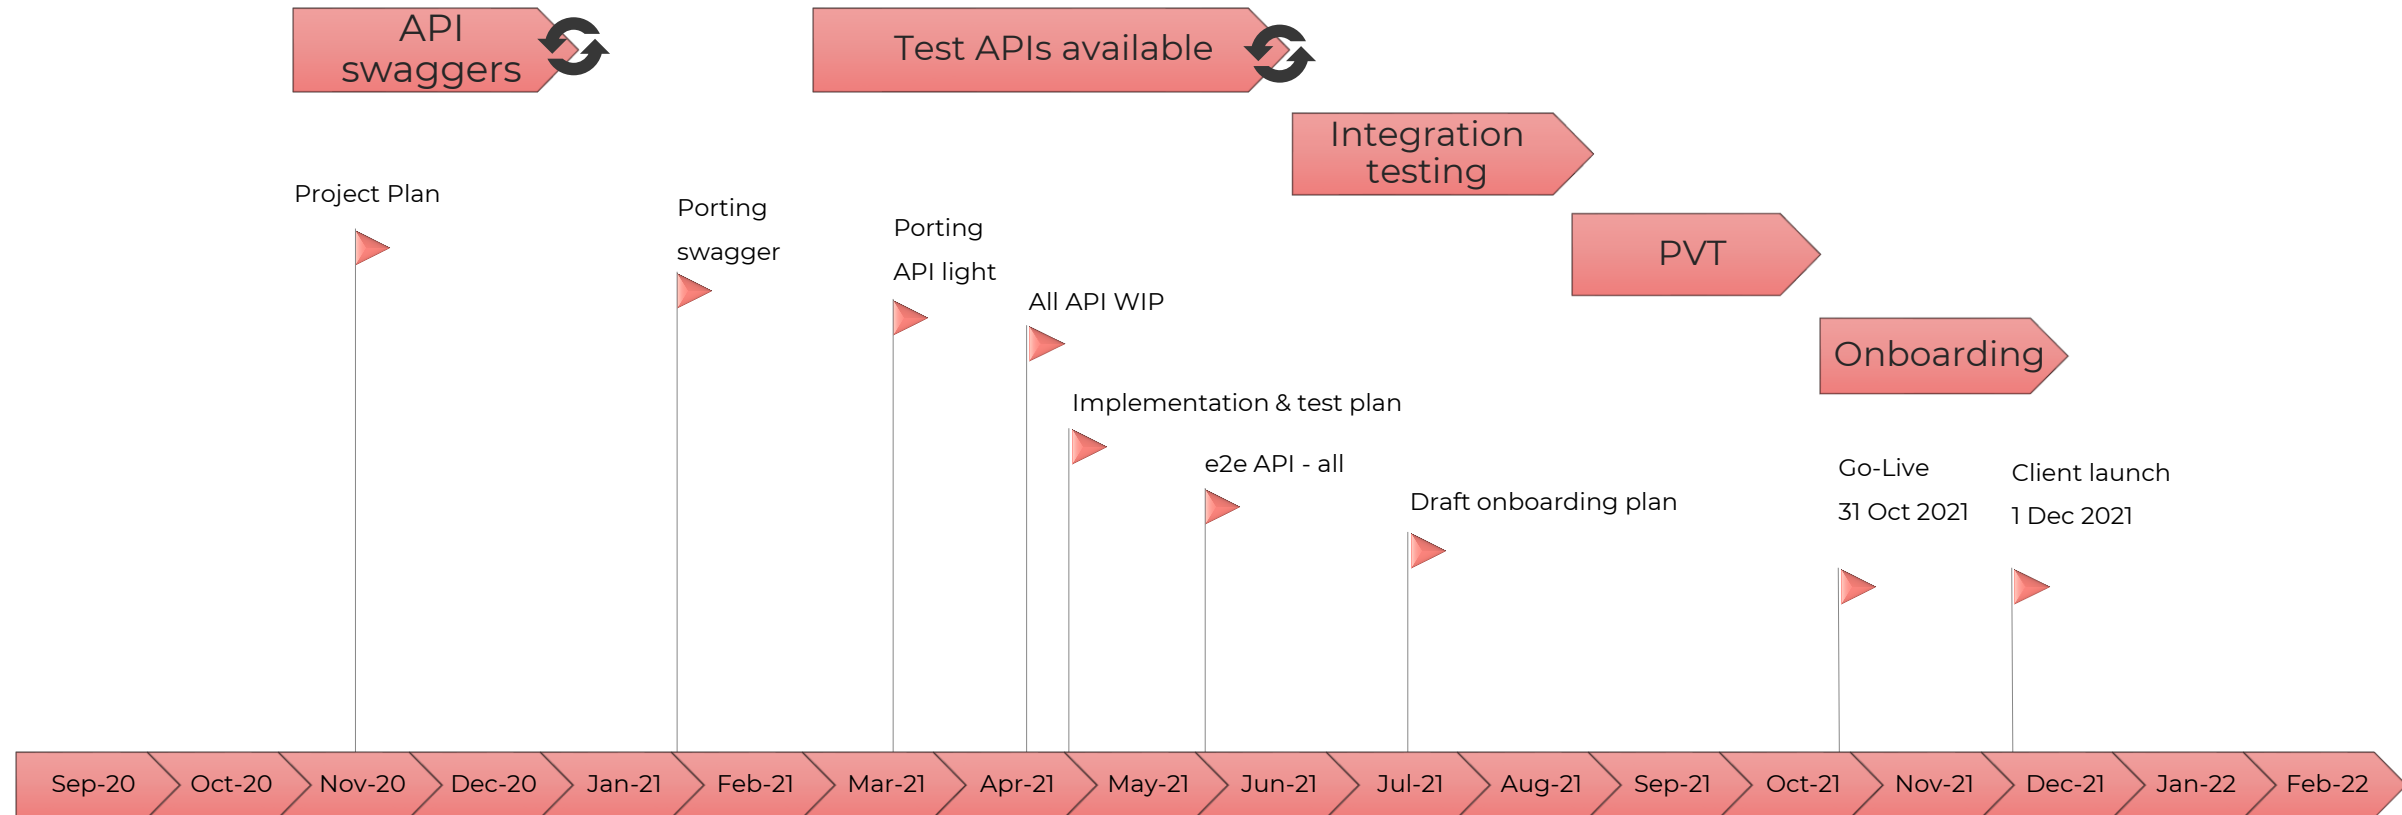 API
swaggers
Test APIs available
Integration
testing
Project Plan
Porting
swagger
Porting
API light
PVT
All API WIP
Onboarding
Implementation & test plan
e2e API - all
Draft onboarding plan
Go-Live
31 Oct 2021
Client launch
1 Dec 2021
Sep-20 Oct-20 Nov-20 Dec-20 Jan-21 Feb-21 Mar-21 Apr-21 May-21 Jun-21 Jul-21 Aug-21 Sep-21 Oct-21 Nov-21 Dec-21 Jan-22 Feb-22